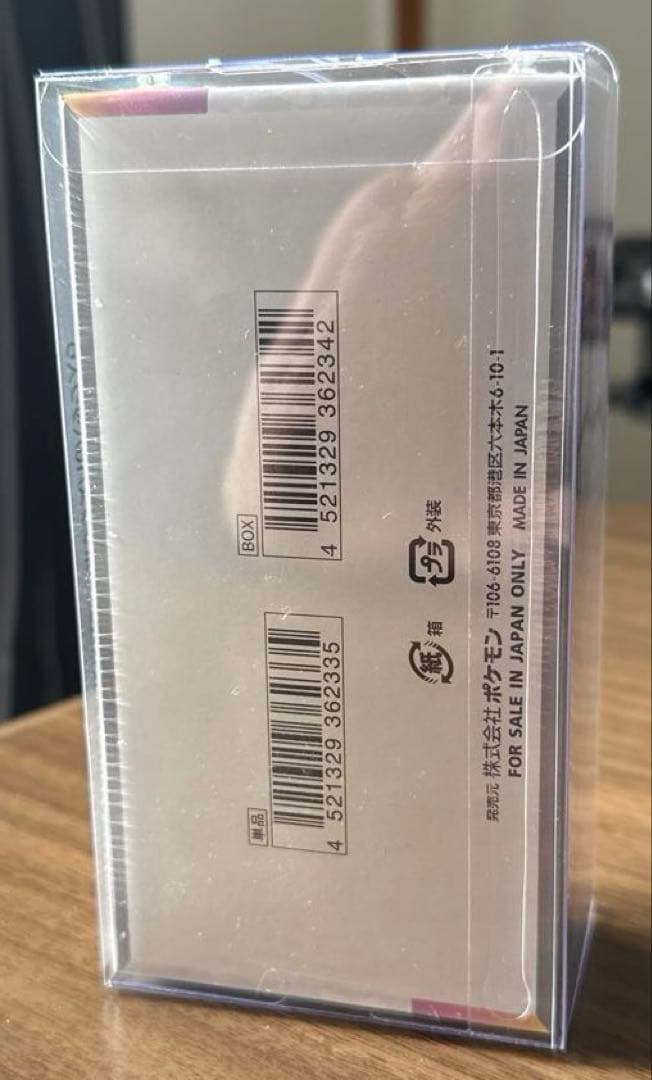 単品
4 521329 362335
BOX
4 521329 362342
紙 箱
プラ 外装
発売元 株式会社ポケモン 〒106-6108 東京都港区六本木6-10-1
FOR SALE IN JAPAN ONLY MADE IN JAPAN